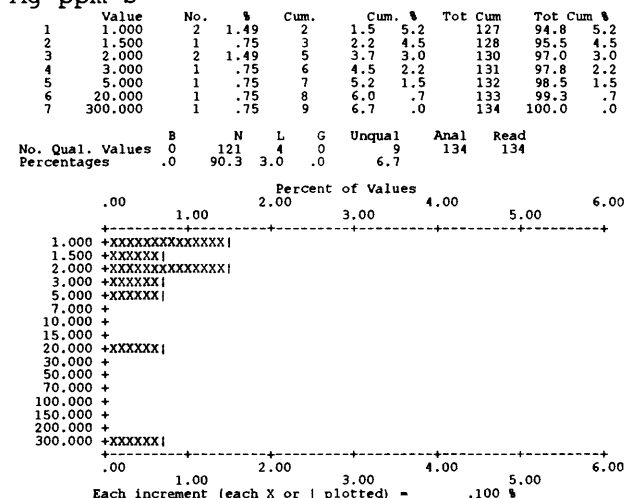 Ag ppm S
Value No. % Cum. Cum. % Tot Cum Tot Cum %
1 1.000 2 1.49 2 1.5 5.2 127 94.8 5.2
2 1.500 1 .75 3 2.2 4.5 128 95.5 4.5
3 2.000 2 1.49 5 3.7 3.0 130 97.0 3.0
4 3.000 1 .75 6 4.5 2.2 131 97.8 2.2
5 5.000 1 .75 7 5.2 1.5 132 98.5 1.5
6 20.000 1 .75 8 6.0 .7 133 99.3 .7
7 300.000 1 .75 9 6.7 .0 134 100.0 .0
B N L G Unqual Anal Read
No. Qual. Values 0 121 4 0 9 134 134
Percentages .0 90.3 3.0 .0 6.7
Percent of Values
.00 2.00 4.00 6.00
1.00 3.00 5.00
+---------+---------+---------+---------+---------+---------+
1.000 +XXXXXXXXXXXXXX|
1.500 +XXXXXX|
2.000 +XXXXXXXXXXXXXX|
3.000 +XXXXXX|
5.000 +XXXXXX|
7.000 +
10.000 +
15.000 +
20.000 +XXXXXX|
30.000 +
50.000 +
70.000 +
100.000 +
150.000 +
200.000 +
300.000 +XXXXXX|
+---------+---------+---------+---------+---------+---------+
.00 2.00 4.00 6.00
1.00 3.00 5.00
Each increment (each X or | plotted) = .100 %